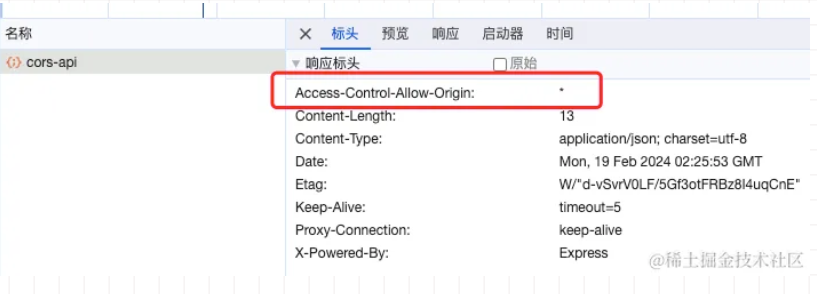 名称
标头 预览 响应 启动器 时间
cors-api
响应标头 原始
Access-Control-Allow-Origin: *
Content-Length: 13
Content-Type: application/json; charset=utf-8
Date: Mon, 19 Feb 2024 02:25:53 GMT
Etag: W/"d-vSvrV0LF/5Gf3otFRBz8I4uqCnE"
Keep-Alive: timeout=5
Proxy-Connection: keep-alive
X-Powered-By: Express
@稀土掘金技术社区